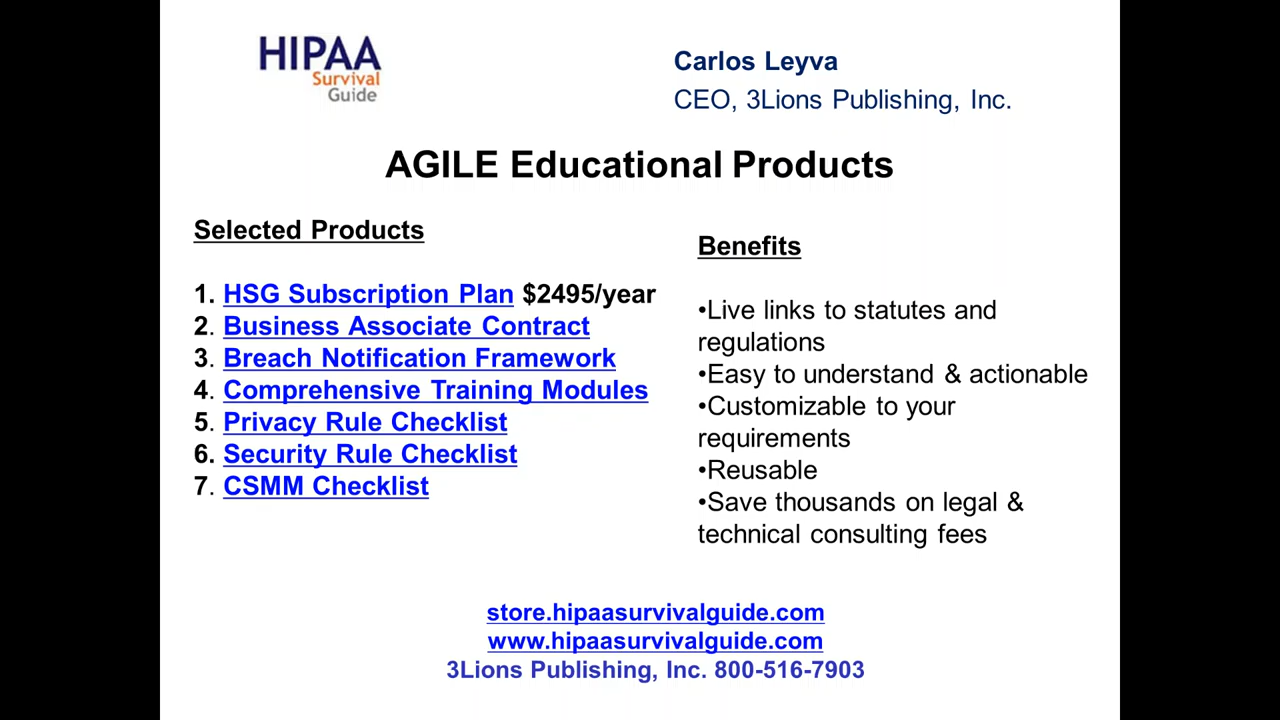 HIPAA
Survival
Guide
Carlos Leyva
CEO, 3Lions Publishing, Inc.
AGILE Educational Products
Selected Products
1. HSG Subscription Plan $2495/year
2. Business Associate Contract
3. Breach Notification Framework
4. Comprehensive Training Modules
5. Privacy Rule Checklist
6. Security Rule Checklist
7. CSMM Checklist
Benefits
•Live links to statutes and
regulations
•Easy to understand & actionable
•Customizable to your
requirements
•Reusable
•Save thousands on legal &
technical consulting fees
store.hipaasurvivalguide.com
www.hipaasurvivalguide.com
3Lions Publishing, Inc. 800-516-7903